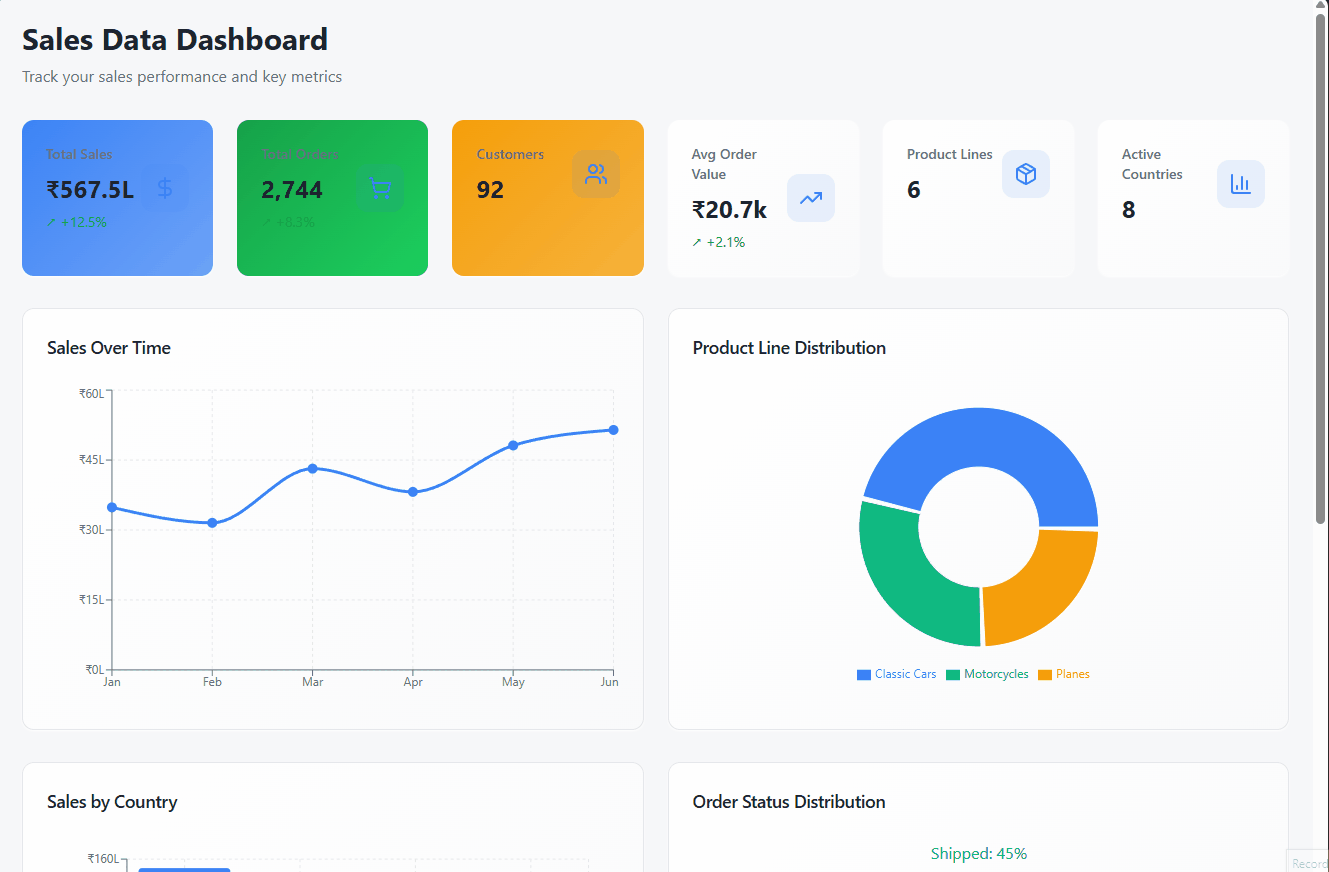 Sales Data Dashboard
Track your sales performance and key metrics
Total Sales
₹567.5L
↗ +12.5%
Total Orders
2,744
↗ +8.3%
Customers
92
Avg Order
Value
₹20.7k
↗ +2.1%
Product Lines
6
Active
Countries
8
Sales Over Time
₹60L
₹45L
₹30L
₹15L
₹0L
Jan Feb Mar Apr May Jun
Product Line Distribution
Classic Cars Motorcycles Planes
Sales by Country
₹160L
Order Status Distribution
Shipped: 45%
Record